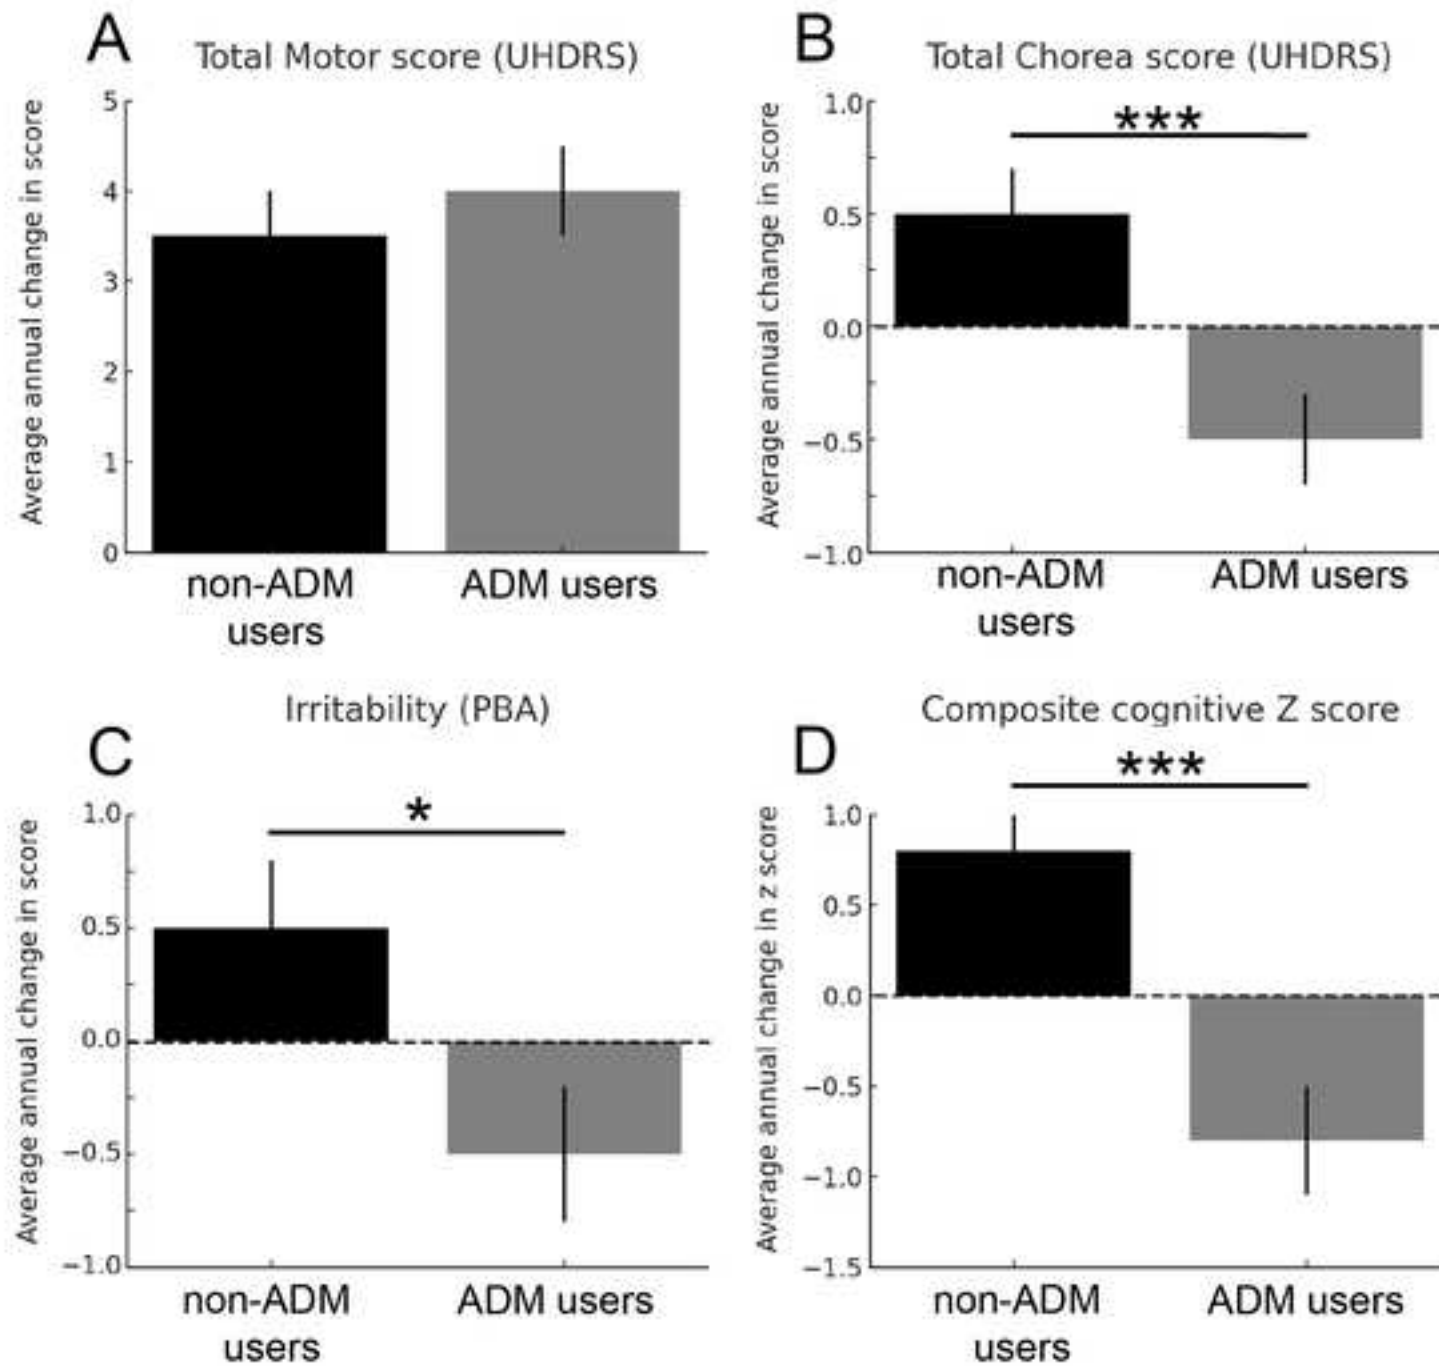 A
Total Motor score (UHDRS)
Average annual change in score
5
4
3
2
1
0
non-ADM
users
ADM users
B
Total Chorea score (UHDRS)
***
Average annual change in score
1.0
0.5
0.0
−0.5
−1.0
non-ADM
users
ADM users
C
Irritability (PBA)
*
Average annual change in score
1.0
0.5
0.0
−0.5
−1.0
non-ADM
users
ADM users
D
Composite cognitive Z score
***
Average annual change in z score
1.0
0.5
0.0
−0.5
−1.0
−1.5
non-ADM
users
ADM users